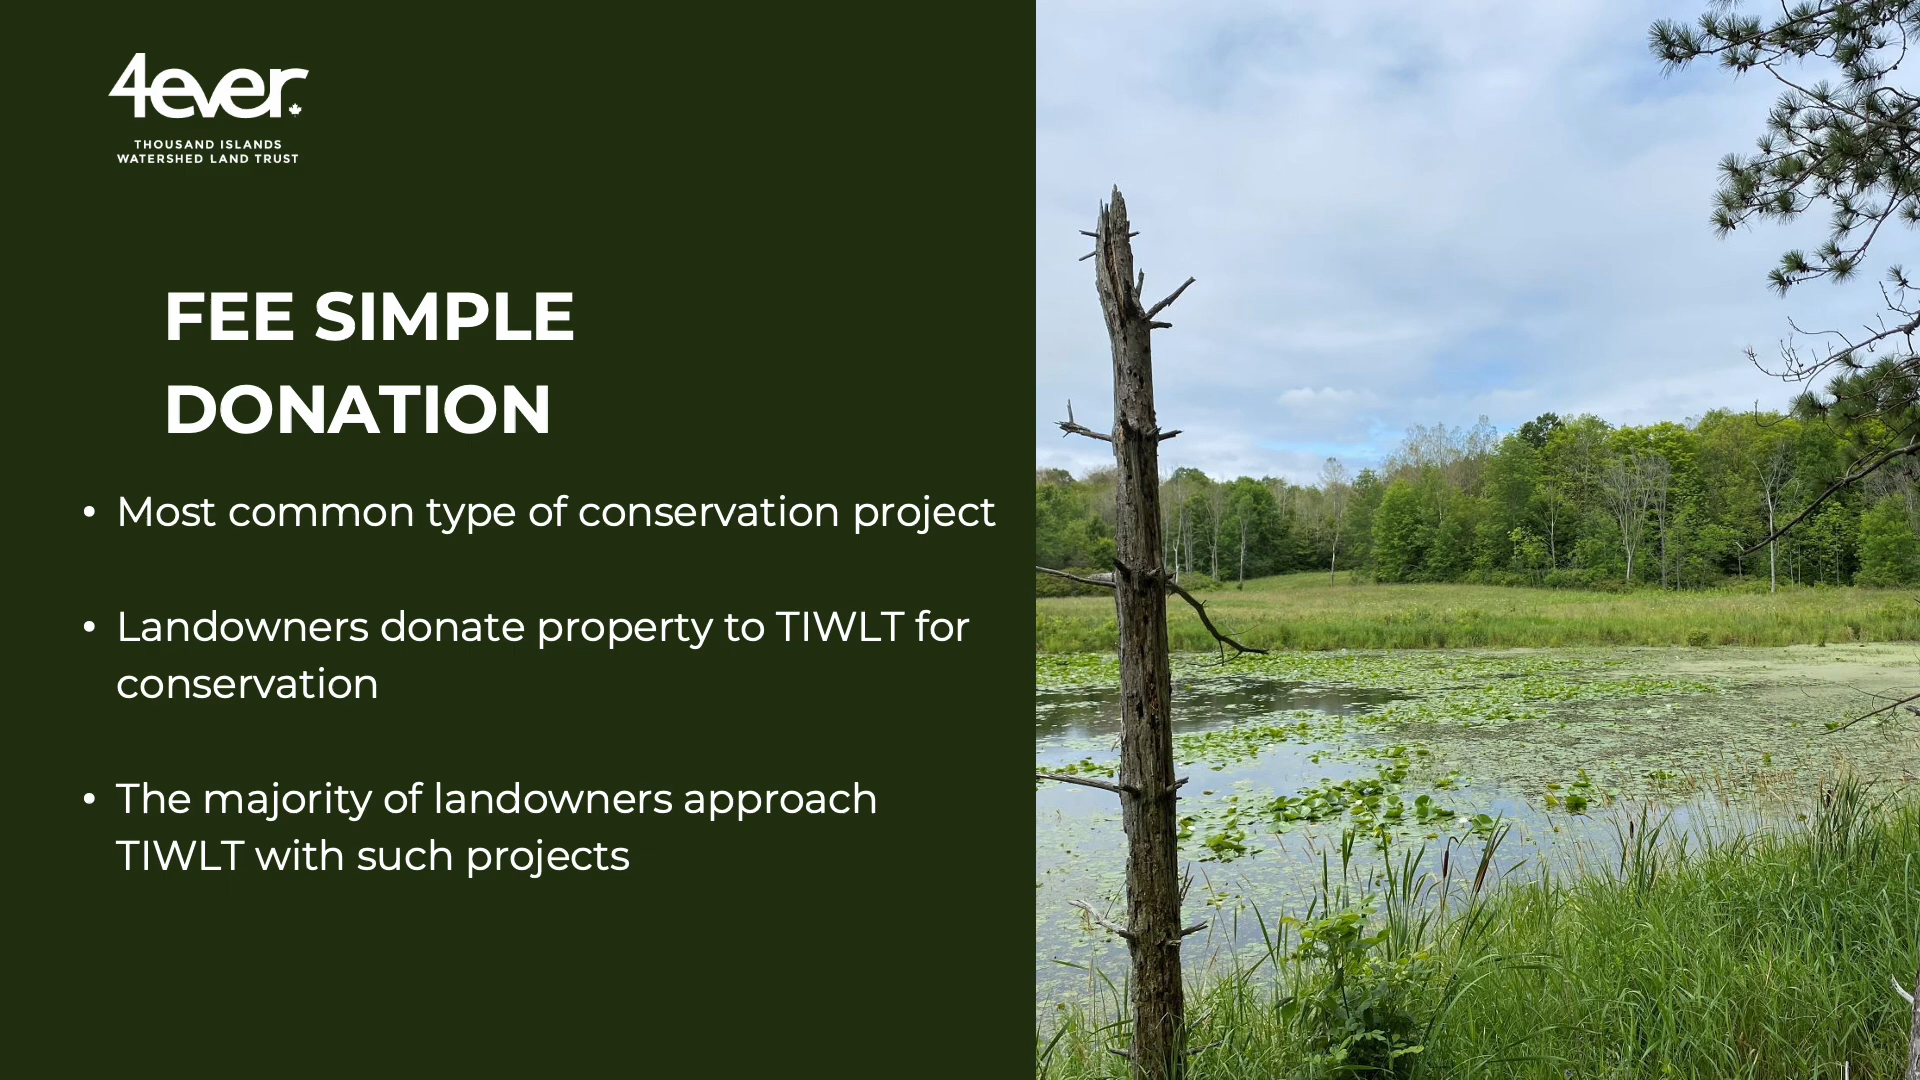 4ever.
THOUSAND ISLANDS
WATERSHED LAND TRUST
FEE SIMPLE
DONATION
• Most common type of conservation project
• Landowners donate property to TIWLT for
conservation
• The majority of landowners approach
TIWLT with such projects